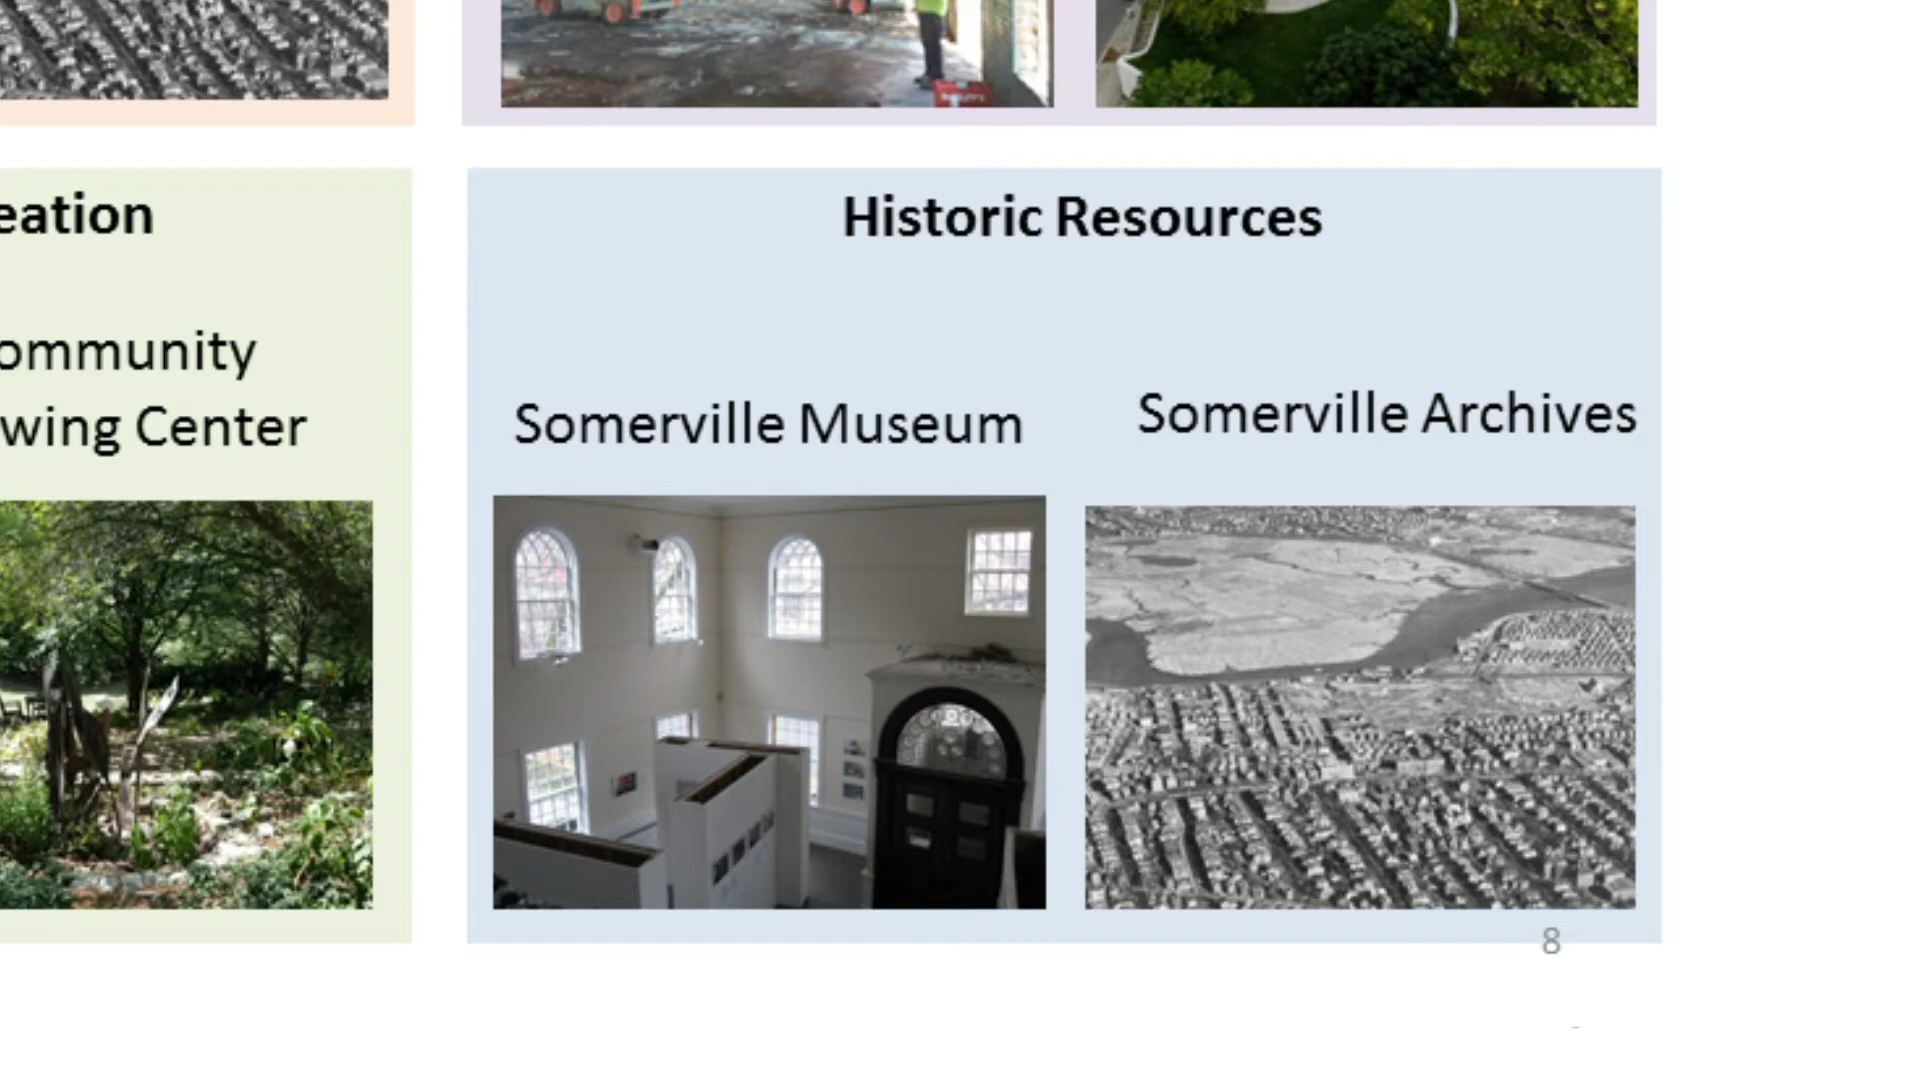 eation
ommunity
wing Center
Historic Resources
Somerville Museum
Somerville Archives
8